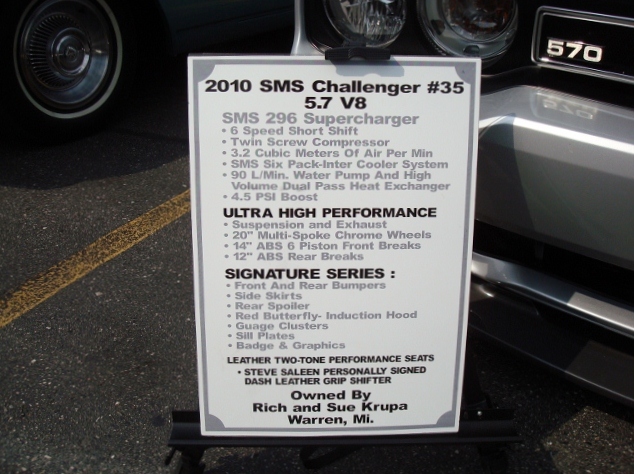 570
2010 SMS Challenger #35
5.7 V8
SMS 296 Supercharger
• 6 Speed Short Shift
• Twin Screw Compressor
• 3.2 Cubic Meters Of Air Per Min
• SMS Six Pack-Inter Cooler System
• 90 L/Min. Water Pump And High
Volume Dual Pass Heat Exchanger
• 4.5 PSI Boost
ULTRA HIGH PERFORMANCE
• Suspension and Exhaust
• 20" Multi-Spoke Chrome Wheels
• 14" ABS 6 Piston Front Breaks
• 12" ABS Rear Breaks
SIGNATURE SERIES :
• Front And Rear Bumpers
• Side Skirts
• Rear Spoiler
• Red Butterfly- Induction Hood
• Guage Clusters
• Sill Plates
• Badge & Graphics
LEATHER TWO-TONE PERFORMANCE SEATS
• STEVE SALEEN PERSONALLY SIGNED
DASH LEATHER GRIP SHIFTER
Owned By
Rich and Sue Krupa
Warren, Mi.